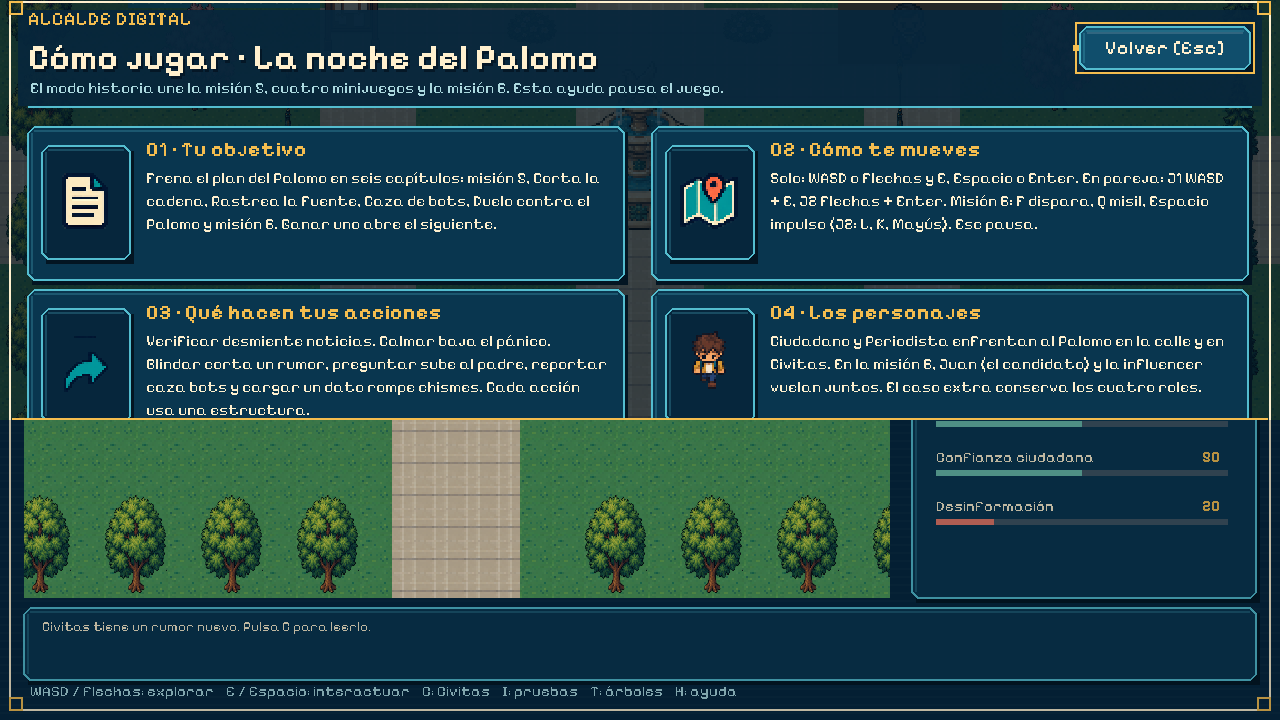 ALCALDE DIGITAL
Cómo jugar · La noche del Palomo
Volver (Esc)
El modo historia une la misión 5, cuatro minijuegos y la misión 6. Esta ayuda pausa el juego.
01 · Tu objetivo
Frena el plan del Palomo en seis capítulos: misión 5, Corta la
cadena, Rastrea la fuente, Caza de bots, Duelo contra el
Palomo y misión 6. Ganar uno abre el siguiente.
02 · Cómo te mueves
Solo: WASD o flechas y E, Espacio o Enter. En pareja: J1 WASD
+ E, J2 flechas + Enter. Misión 6: F dispara, Q misil, Espacio
impulso (J2: L, K, Mayús). Esc pausa.
03 · Qué hacen tus acciones
Verificar desmiente noticias. Calmar baja el pánico.
Blindar corta un rumor, preguntar sube al padre, reportar
caza bots y cargar un dato rompe chismes. Cada acción
usa una estructura.
04 · Los personajes
Ciudadano y Periodista enfrentan al Palomo en la calle y en
Civitas. En la misión 6, Juan (el candidato) y la influencer
vuelan juntos. El caso extra conserva los cuatro roles.
Confianza ciudadana 50
Desinformación 20
Civitas tiene un rumor nuevo. Pulsa C para leerlo.
WASD / Flechas: explorar E / Espacio: interactuar C: Civitas I: pruebas T: árboles H: ayuda